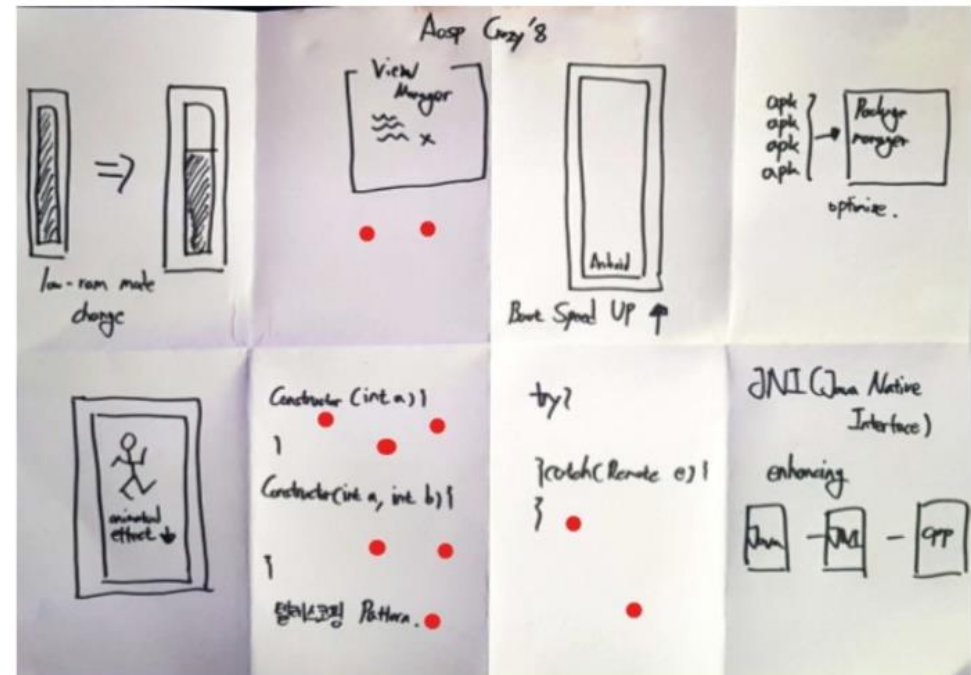 Aosp Crazy'8
low-ram mode
change
View
Manager
Android
Boot Speed UP
apk
apk
apk
apk
Package
manager
optimize.
animated
effect
Constructor (int a) {
}
Constructor(int a, int b) {
}
텔리스코핑 Pattern.
try {
} catch (Remote e) {
}
JNI (Java Native
Interface)
enhancing
Java - JNI - CPP